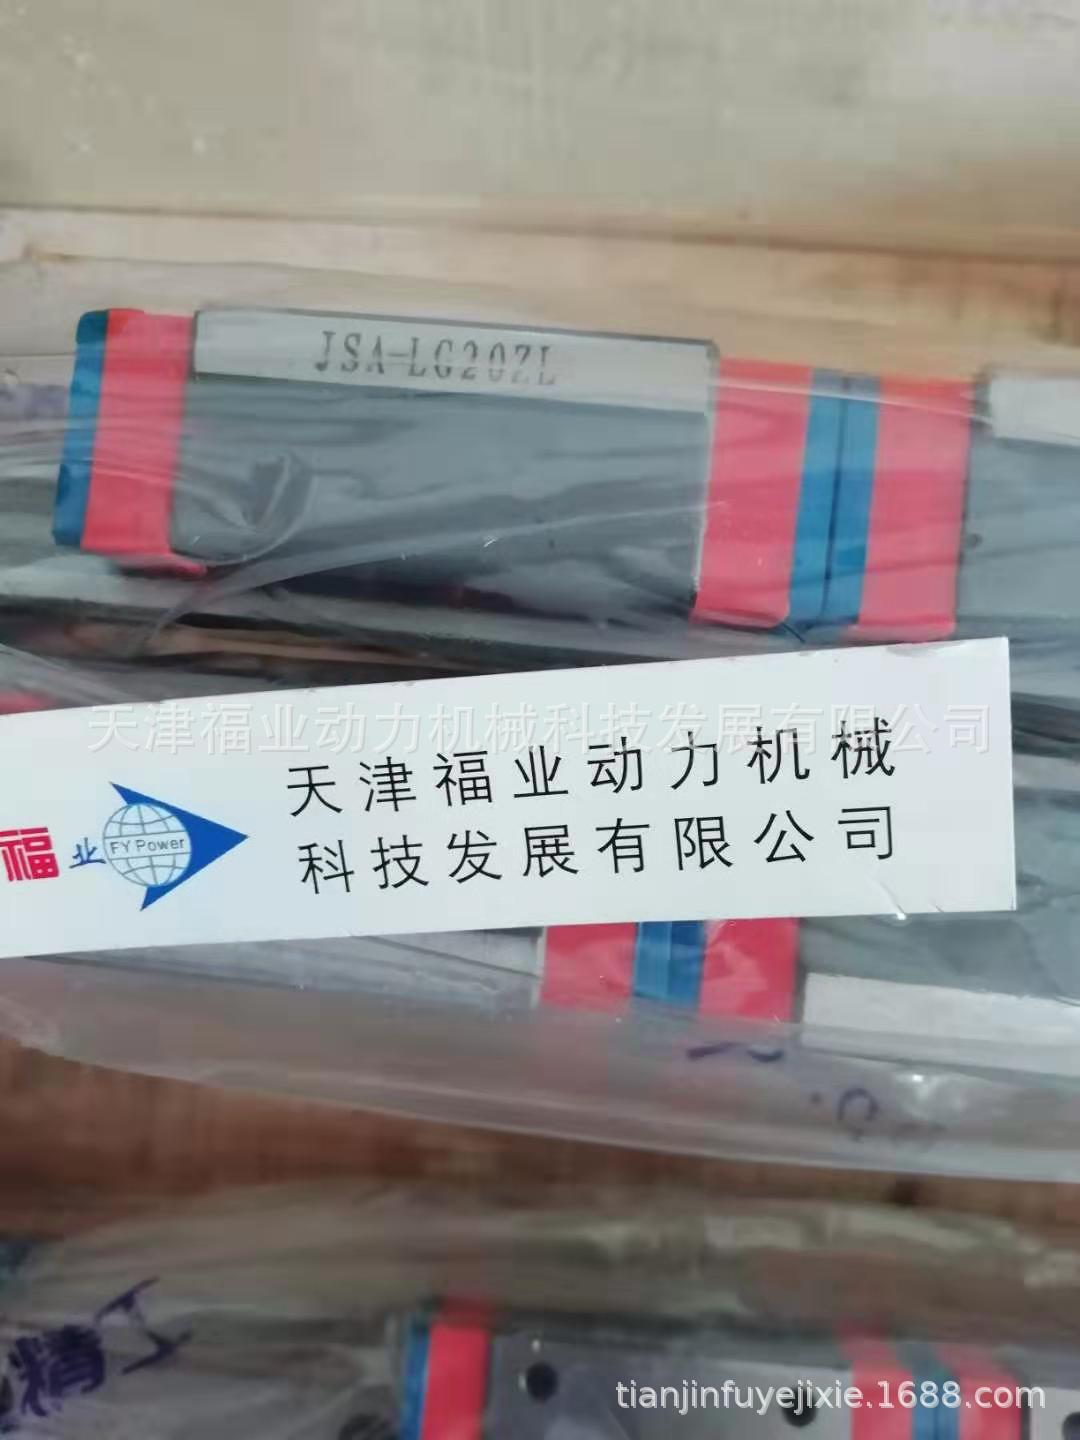 JSA-LG20ZL
天津福业动力机械科技发展有限公司
天津福业动力机械
科技发展有限公司
福业
FY Power
精工
tianjinfuyejixie.1688.com